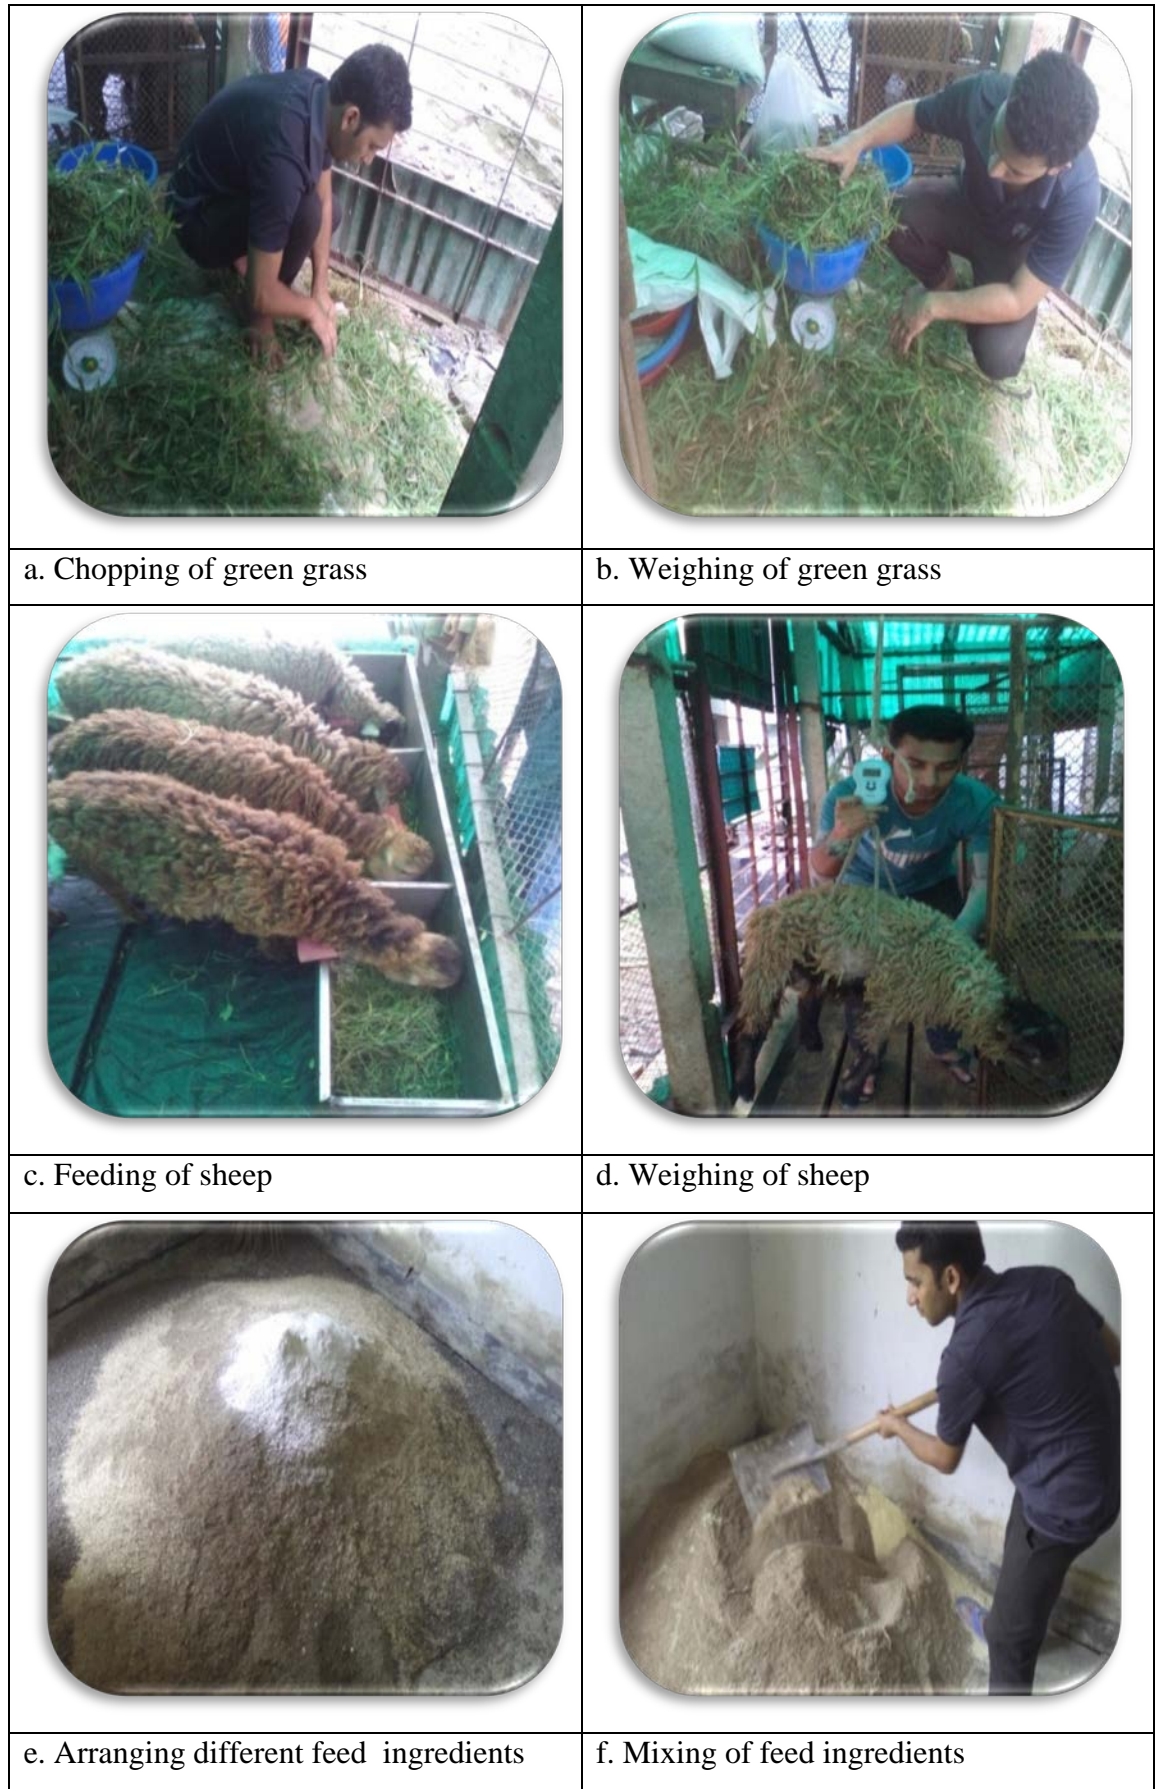 a. Chopping of green grass
b. Weighing of green grass
c. Feeding of sheep
d. Weighing of sheep
e. Arranging different feed  ingredients
f. Mixing of feed ingredients